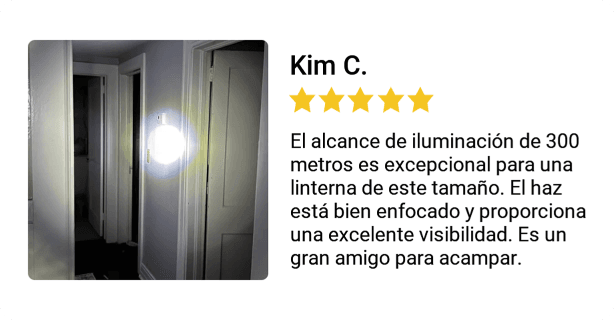 Kim C.
El alcance de iluminación de 300
metros es excepcional para una
linterna de este tamaño. El haz
está bien enfocado y proporciona
una excelente visibilidad. Es un
gran amigo para acampar.